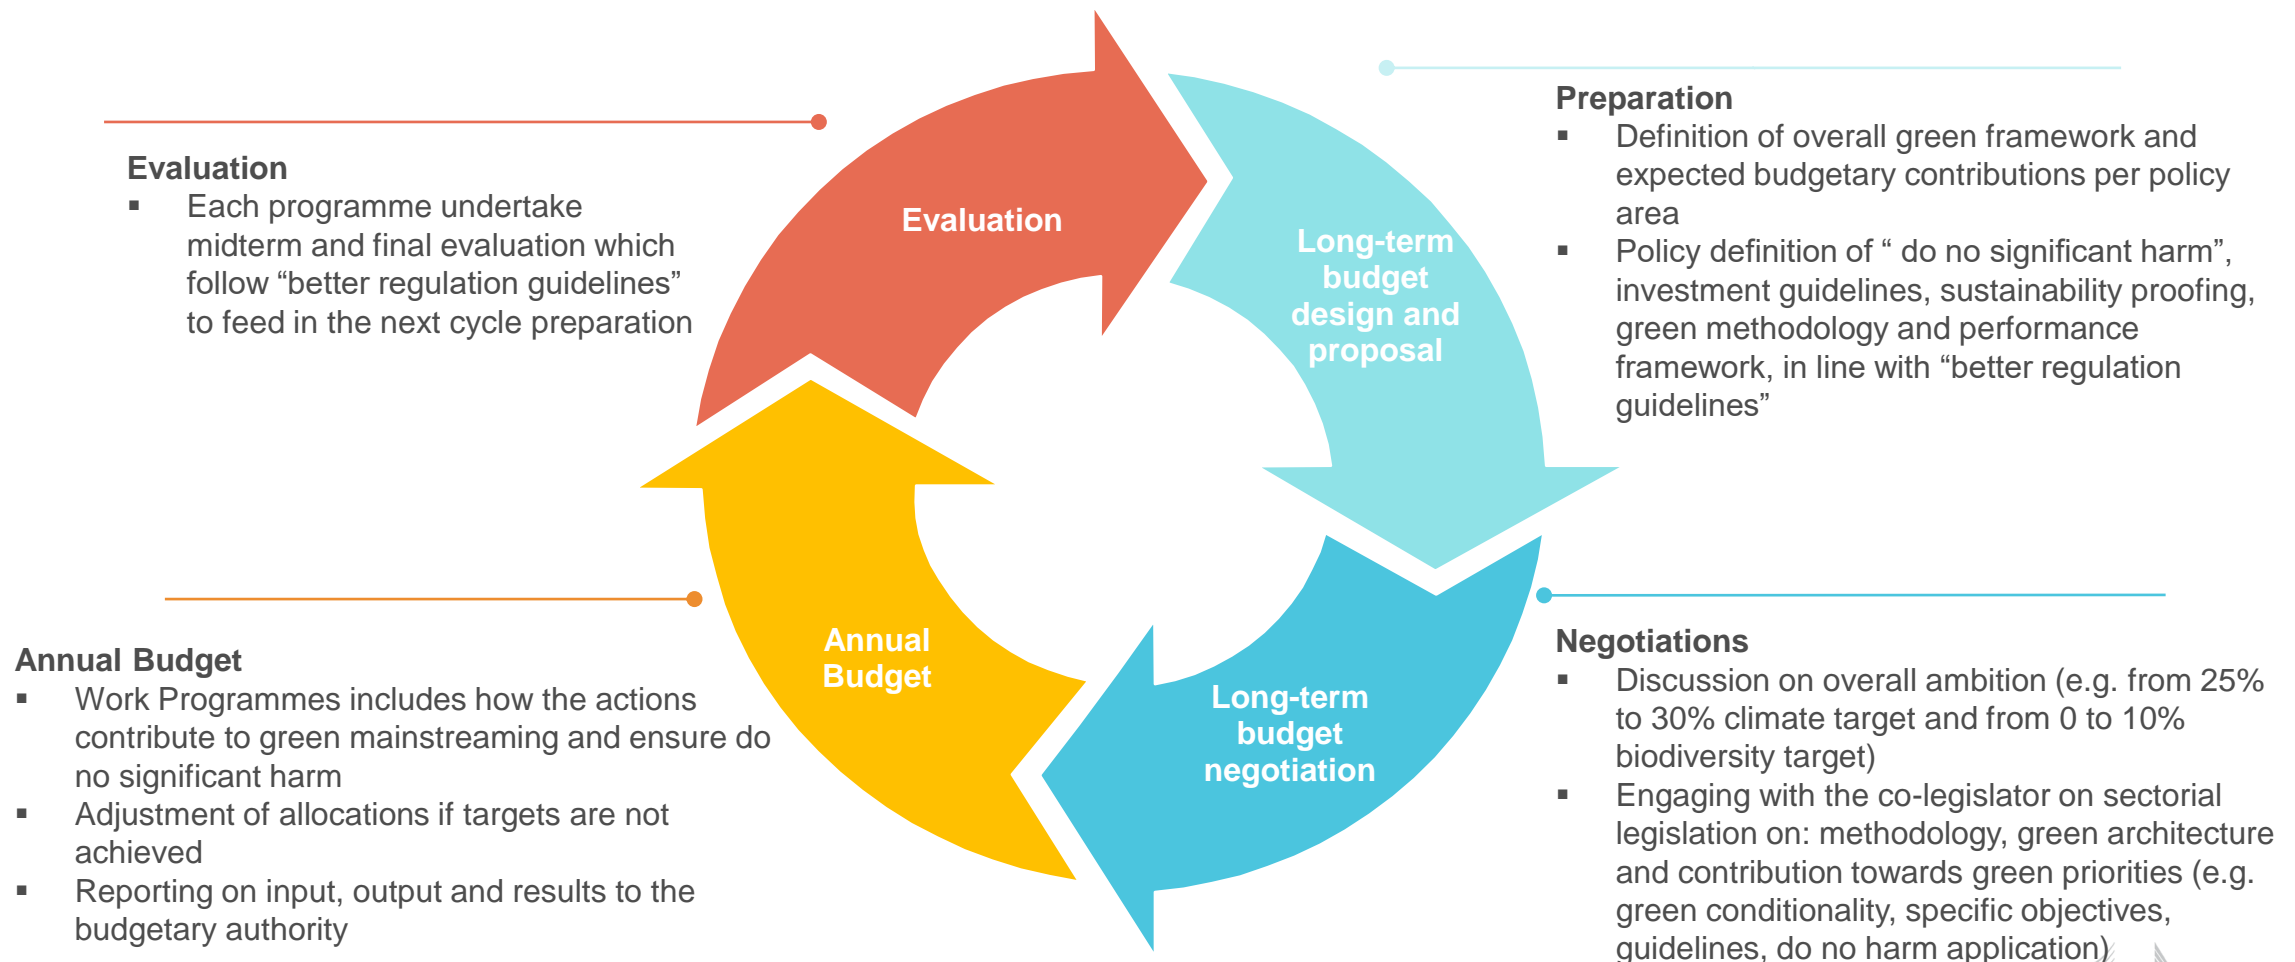 Evaluation
▪ Each programme undertake
midterm and final evaluation which
follow “better regulation guidelines”
to feed in the next cycle preparation
Evaluation
Long-term
budget
design and
proposal
Preparation
▪ Definition of overall green framework and
expected budgetary contributions per policy
area
▪ Policy definition of “ do no significant harm”,
investment guidelines, sustainability proofing,
green methodology and performance
framework, in line with “better regulation
guidelines”
Annual Budget
▪ Work Programmes includes how the actions
contribute to green mainstreaming and ensure do
no significant harm
▪ Adjustment of allocations if targets are not
achieved
▪ Reporting on input, output and results to the
budgetary authority
Annual
Budget
Long-term
budget
negotiation
Negotiations
▪ Discussion on overall ambition (e.g. from 25%
to 30% climate target and from 0 to 10%
biodiversity target)
▪ Engaging with the co-legislator on sectorial
legislation on: methodology, green architecture
and contribution towards green priorities (e.g.
green conditionality, specific objectives,
guidelines, do no harm application)